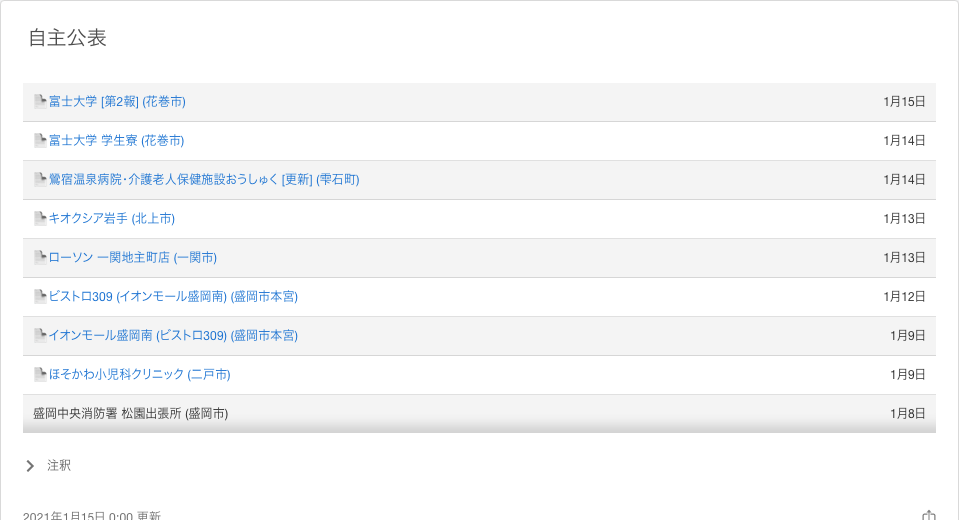 自主公表
富士大学 [第2報] (花巻市) 1月15日
富士大学 学生寮 (花巻市) 1月14日
鶯宿温泉病院・介護老人保健施設おうしゅく [更新] (雫石町) 1月14日
キオクシア岩手 (北上市) 1月13日
ローソン 一関地主町店 (一関市) 1月13日
ビストロ309 (イオンモール盛岡南) (盛岡市本宮) 1月12日
イオンモール盛岡南 (ビストロ309) (盛岡市本宮) 1月9日
ほそかわ小児科クリニック (二戸市) 1月9日
盛岡中央消防署 松園出張所 (盛岡市) 1月8日
注釈
2021年1月15日 0:00 更新